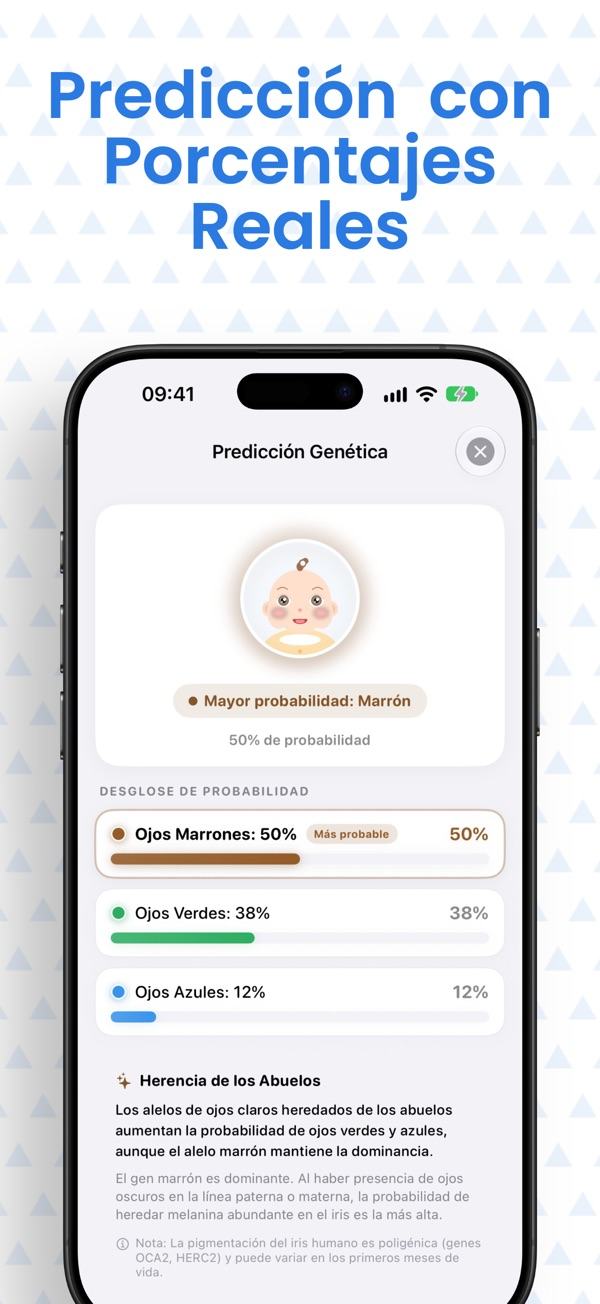 Predicción con
Porcentajes
Reales
09:41
Predicción Genética
Mayor probabilidad: Marrón
50% de probabilidad
DESGLOSE DE PROBABILIDAD
Ojos Marrones: 50% Más probable 50%
Ojos Verdes: 38% 38%
Ojos Azules: 12% 12%
Herencia de los Abuelos
Los alelos de ojos claros heredados de los abuelos
aumentan la probabilidad de ojos verdes y azules,
aunque el alelo marrón mantiene la dominancia.
El gen marrón es dominante. Al haber presencia de ojos
oscuros en la línea paterna o materna, la probabilidad de
heredar melanina abundante en el iris es la más alta.
Nota: La pigmentación del iris humano es poligénica (genes
OCA2, HERC2) y puede variar en los primeros meses de
vida.